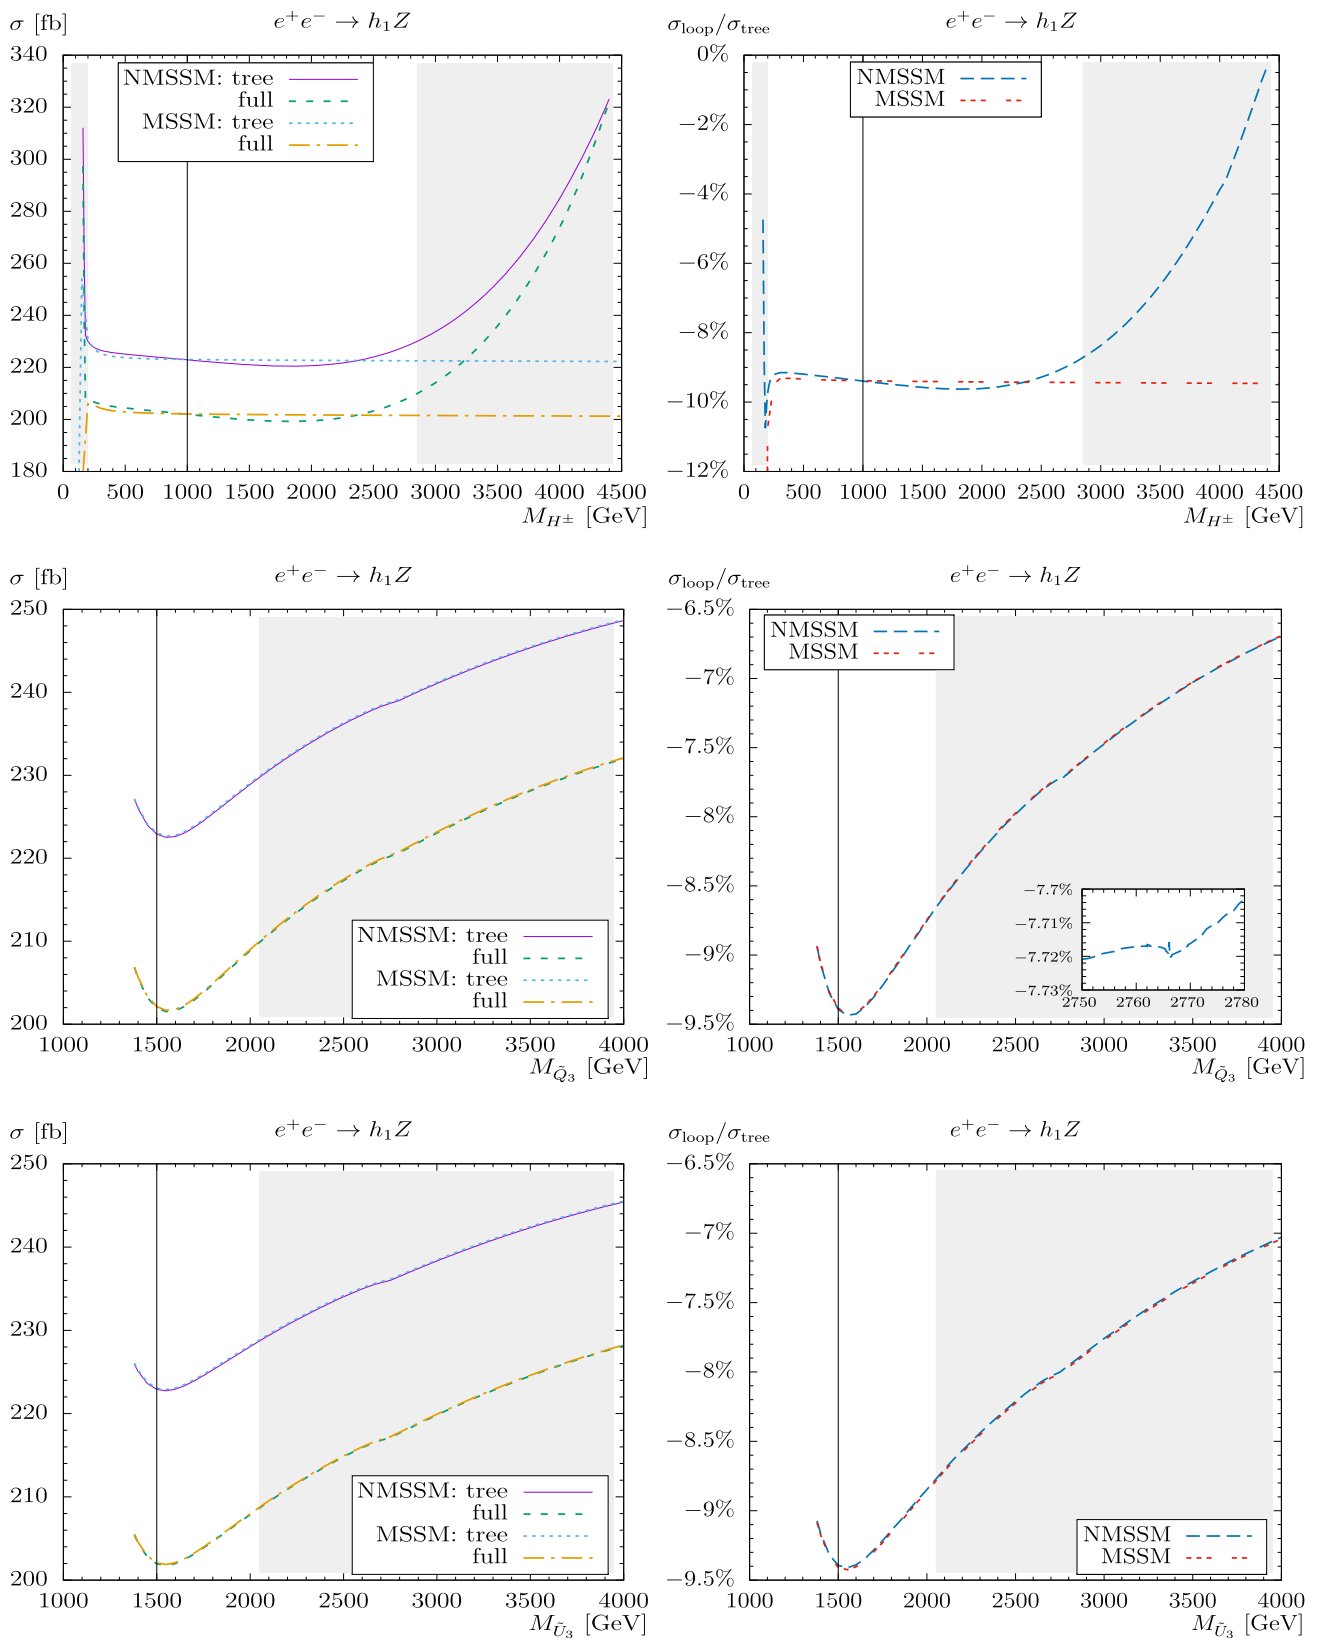 σ [fb]
e⁺e⁻ → h₁Z
340
320
300
280
260
240
220
200
180
NMSSM: tree
full
MSSM: tree
full
0 500 1000 1500 2000 2500 3000 3500 4000 4500
M_{H^±} [GeV]
σ_loop/σ_tree
e⁺e⁻ → h₁Z
0%
−2%
−4%
−6%
−8%
−10%
−12%
NMSSM
MSSM
0 500 1000 1500 2000 2500 3000 3500 4000 4500
M_{H^±} [GeV]
σ [fb]
e⁺e⁻ → h₁Z
250
240
230
220
210
200
NMSSM: tree
full
MSSM: tree
full
1000 1500 2000 2500 3000 3500 4000
M_{Q̃₃} [GeV]
σ_loop/σ_tree
e⁺e⁻ → h₁Z
−6.5%
−7%
−7.5%
−8%
−8.5%
−9%
−9.5%
NMSSM
MSSM
−7.7%
−7.71%
−7.72%
−7.73%
2750 2760 2770 2780
1000 1500 2000 2500 3000 3500 4000
M_{Q̃₃} [GeV]
σ [fb]
e⁺e⁻ → h₁Z
250
240
230
220
210
200
NMSSM: tree
full
MSSM: tree
full
1000 1500 2000 2500 3000 3500 4000
M_{Ũ₃} [GeV]
σ_loop/σ_tree
e⁺e⁻ → h₁Z
−6.5%
−7%
−7.5%
−8%
−8.5%
−9%
−9.5%
NMSSM
MSSM
1000 1500 2000 2500 3000 3500 4000
M_{Ũ₃} [GeV]